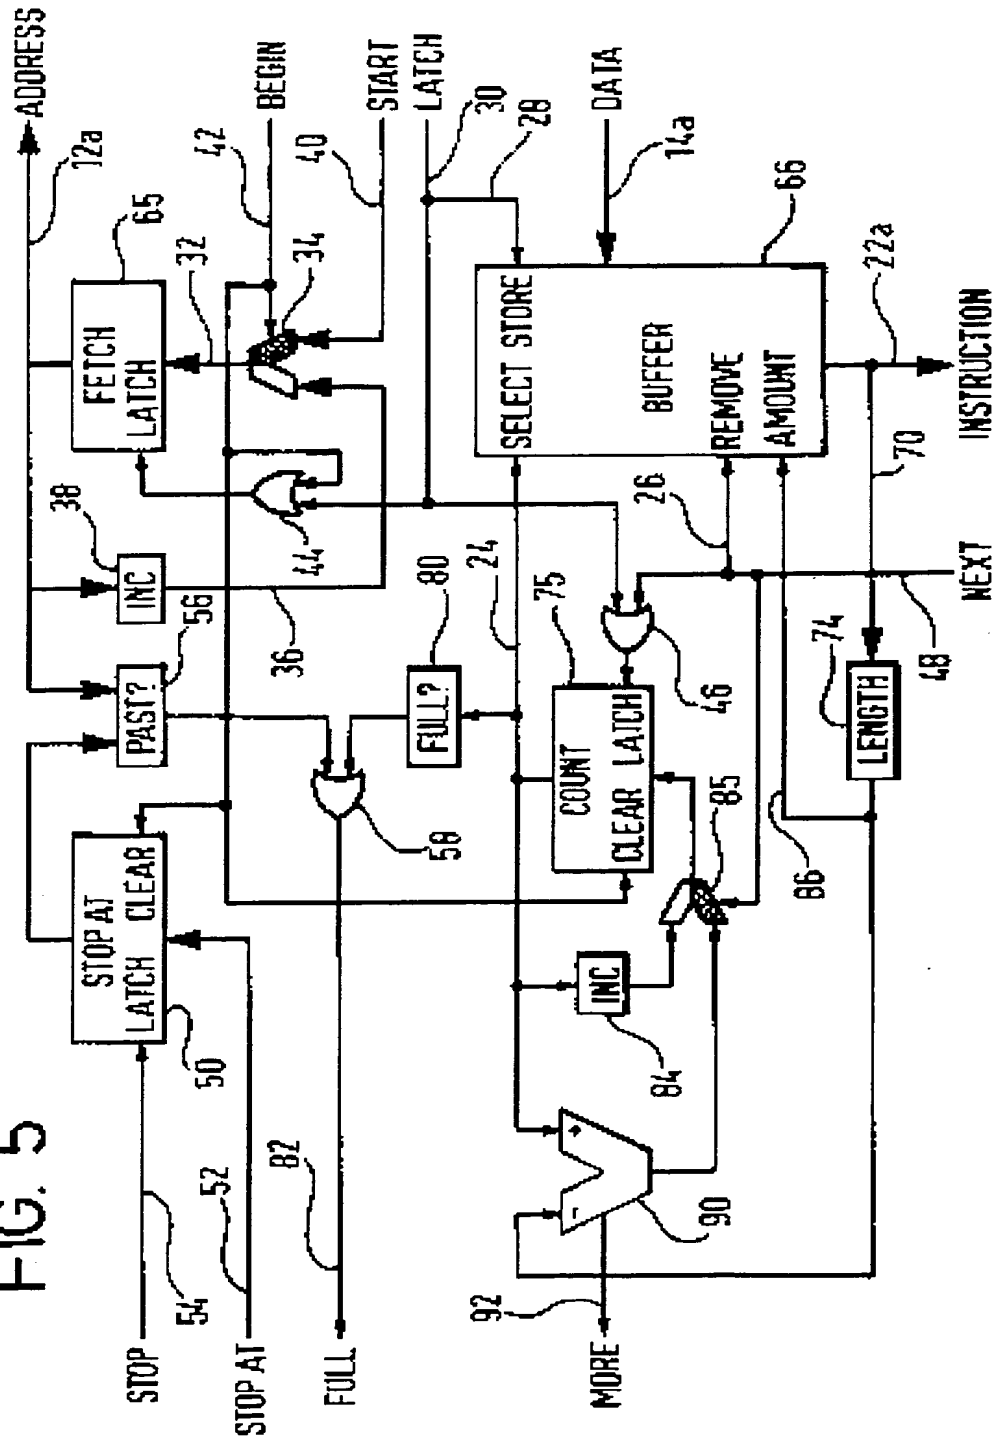 FIG. 5
STOP
54
STOP AT
52
50
STOP AT
LATCH CLEAR
PAST?
56
INC
38
36
44
FETCH
LATCH
65
32
34
ADDRESS
12a
42
BEGIN
40
START
LATCH
30
28
FULL
82
58
FULL?
80
24
75
COUNT
CLEAR LATCH
46
85
INC
84
90
+
-
MORE
92
SELECT STORE
BUFFER
REMOVE
AMOUNT
DATA
14a
66
26
86
LENGTH
74
48
NEXT
70
22a
INSTRUCTION